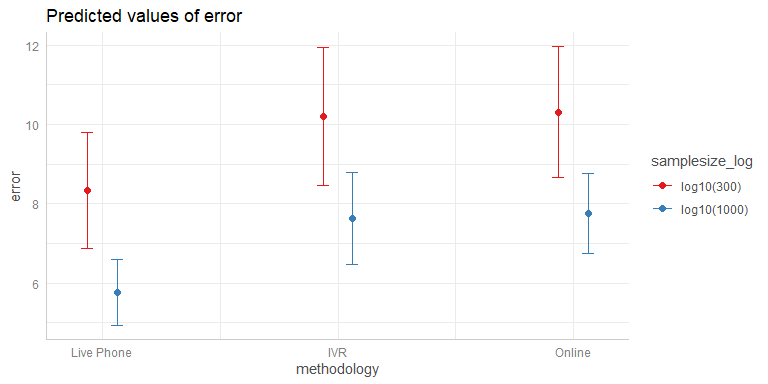 Predicted values of error
12
10
8
6
error
Live Phone
IVR
Online
methodology
samplesize_log
log10(300)
log10(1000)